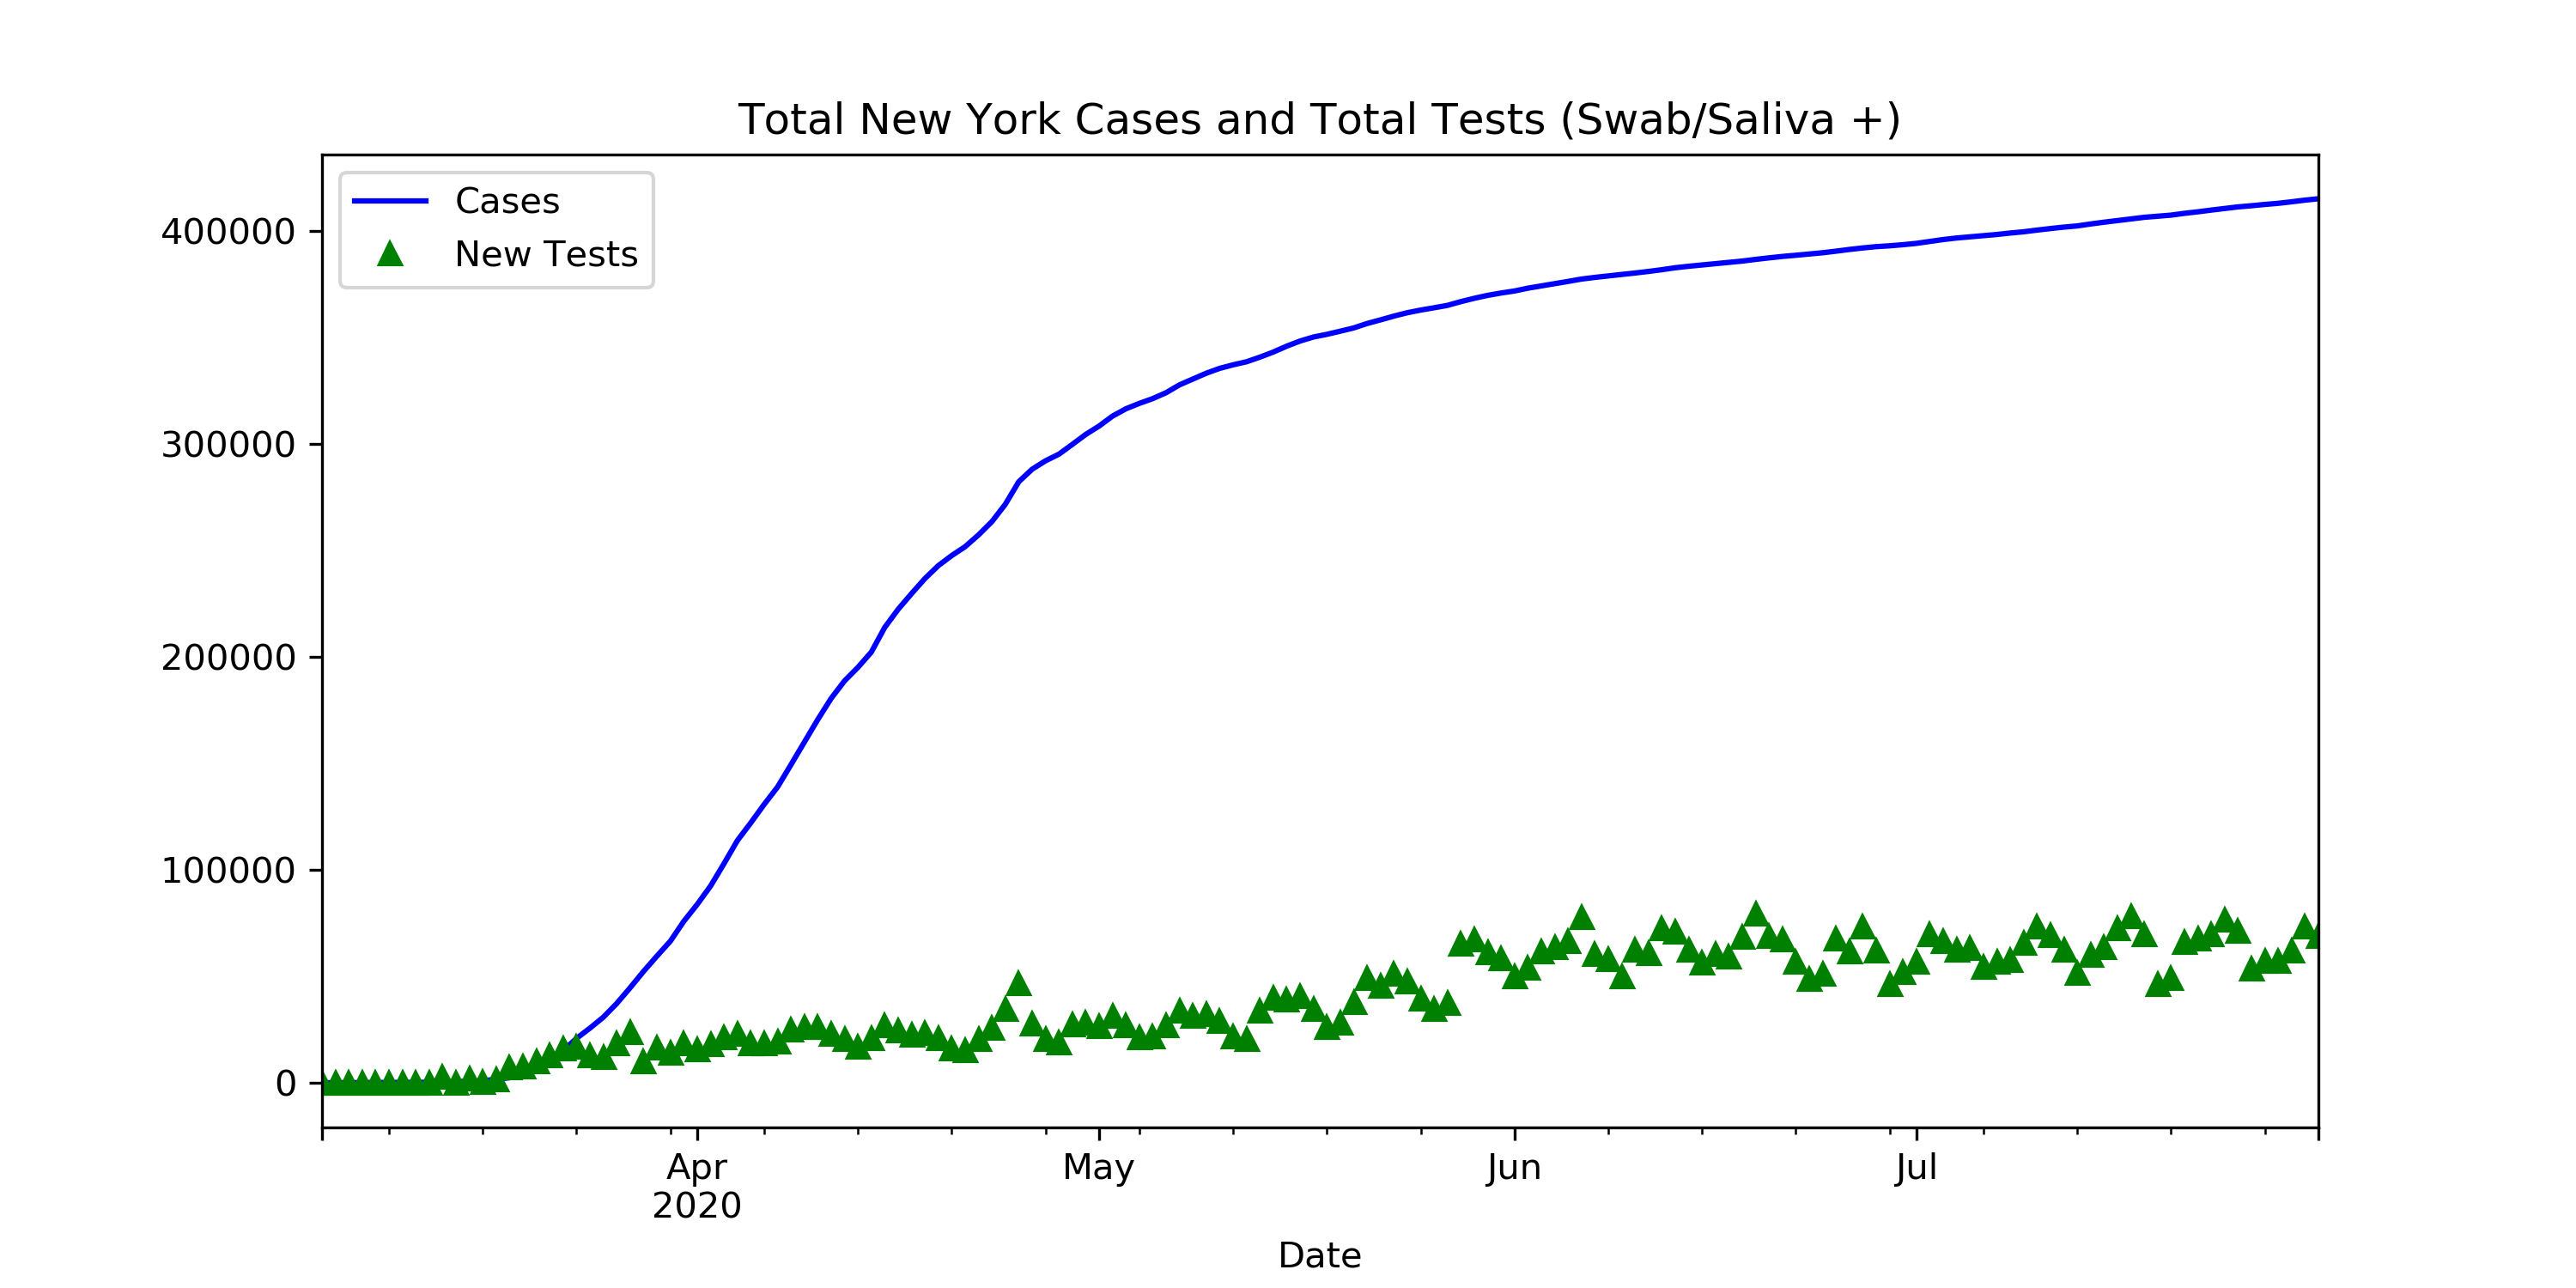 Total New York Cases and Total Tests (Swab/Saliva +)
Cases
New Tests
400000
300000
200000
100000
0
Apr
2020
May
Jun
Jul
Date